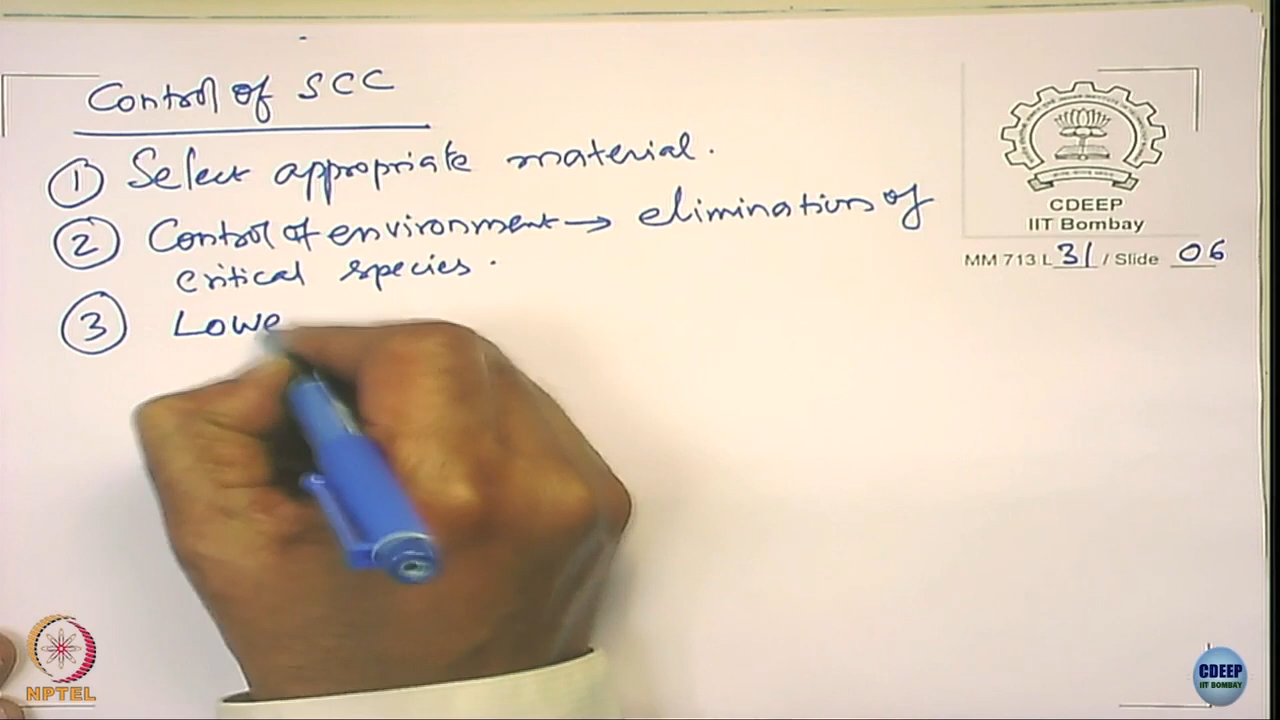 Control of SCC
① Select appropriate material.
② Control of environment → elimination of
critical species.
③ Lowe
CDEEP
IIT Bombay
MM 713 L 31 / Slide 06
NPTEL
CDEEP
IIT BOMBAY